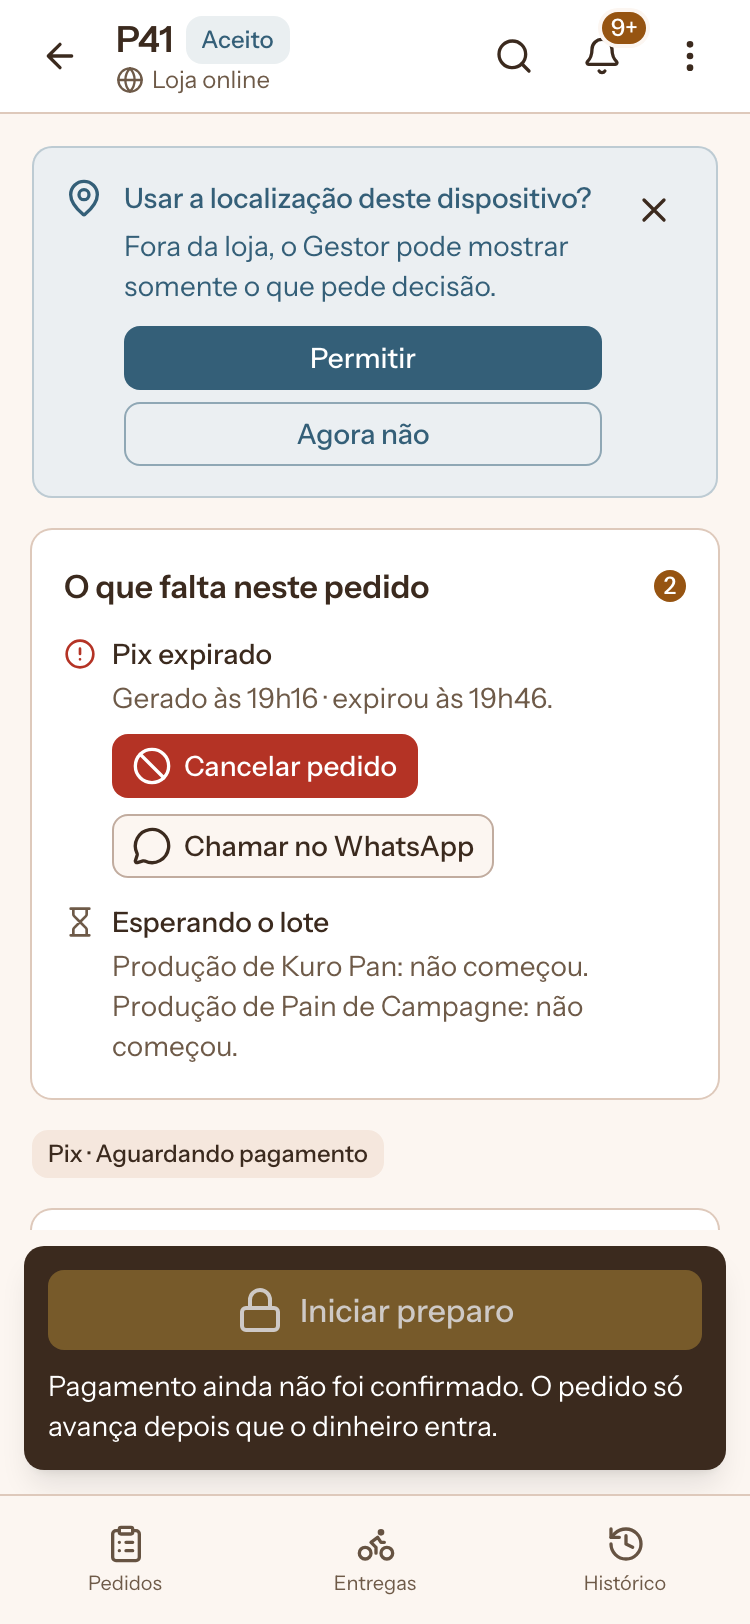 P41 Aceito
9+
Loja online
Usar a localização deste dispositivo?
Fora da loja, o Gestor pode mostrar
somente o que pede decisão.
Permitir
Agora não
O que falta neste pedido 2
Pix expirado
Gerado às 19h16 · expirou às 19h46.
Cancelar pedido
Chamar no WhatsApp
Esperando o lote
Produção de Kuro Pan: não começou.
Produção de Pain de Campagne: não
começou.
Pix · Aguardando pagamento
Iniciar preparo
Pagamento ainda não foi confirmado. O pedido só
avança depois que o dinheiro entra.
Pedidos Entregas Histórico